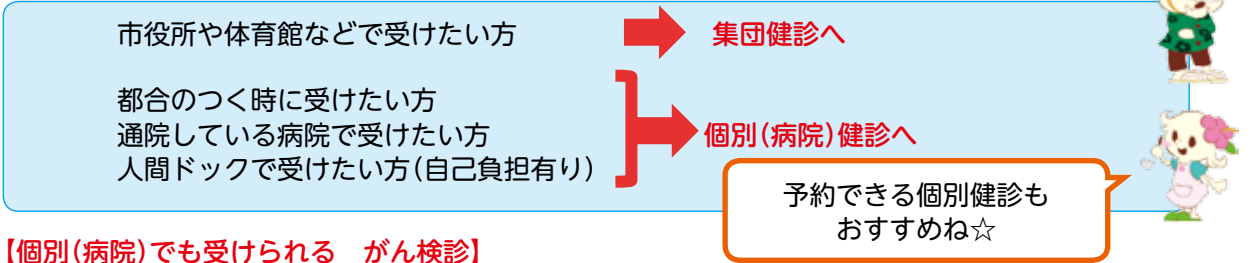 市役所や体育館などで受けたい方
集団健診へ
都合のつく時に受けたい方
通院している病院で受けたい方
個別(病院)健診へ
人間ドックで受けたい方(自己負担有り)
予約できる個別健診も
おすすめね☆
【個別(病院)でも受けられる　がん検診】